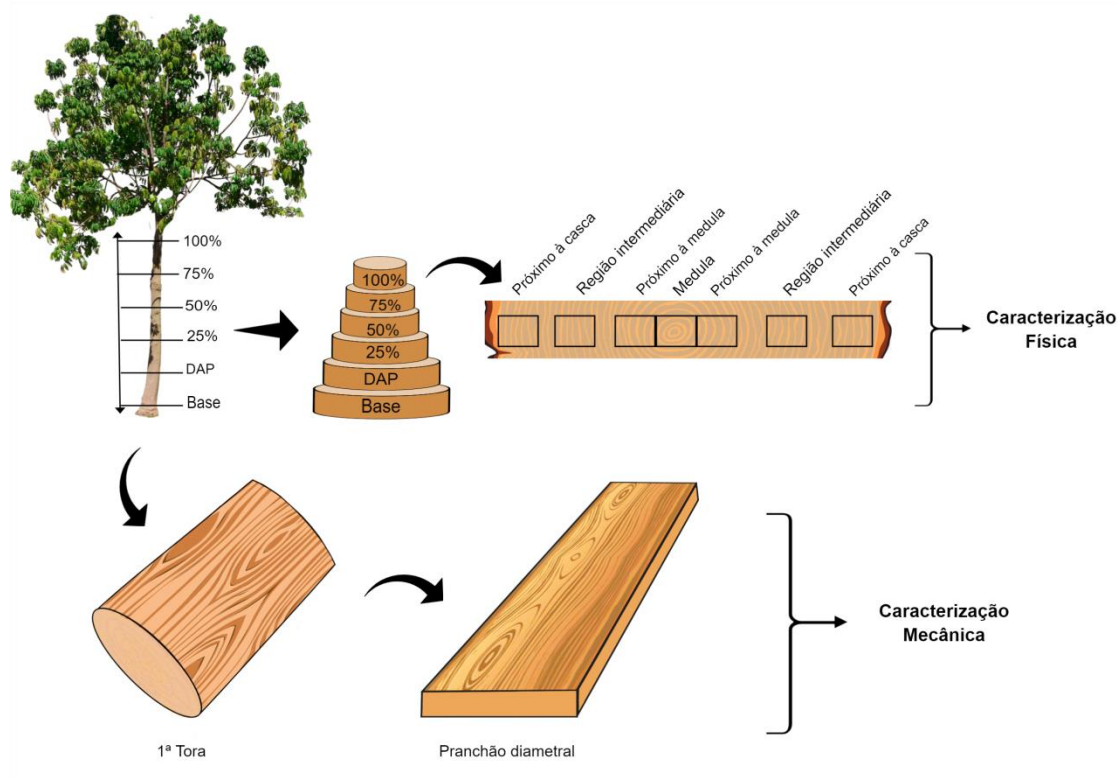 100%
75%
50%
25%
DAP
Base
100%
75%
50%
25%
DAP
Base
Próximo à casca
Região intermediária
Próximo à medula
Medula
Próximo à medula
Região intermediária
Próximo à casca
Caracterização
Física
1ª Tora
Pranchão diametral
Caracterização
Mecânica